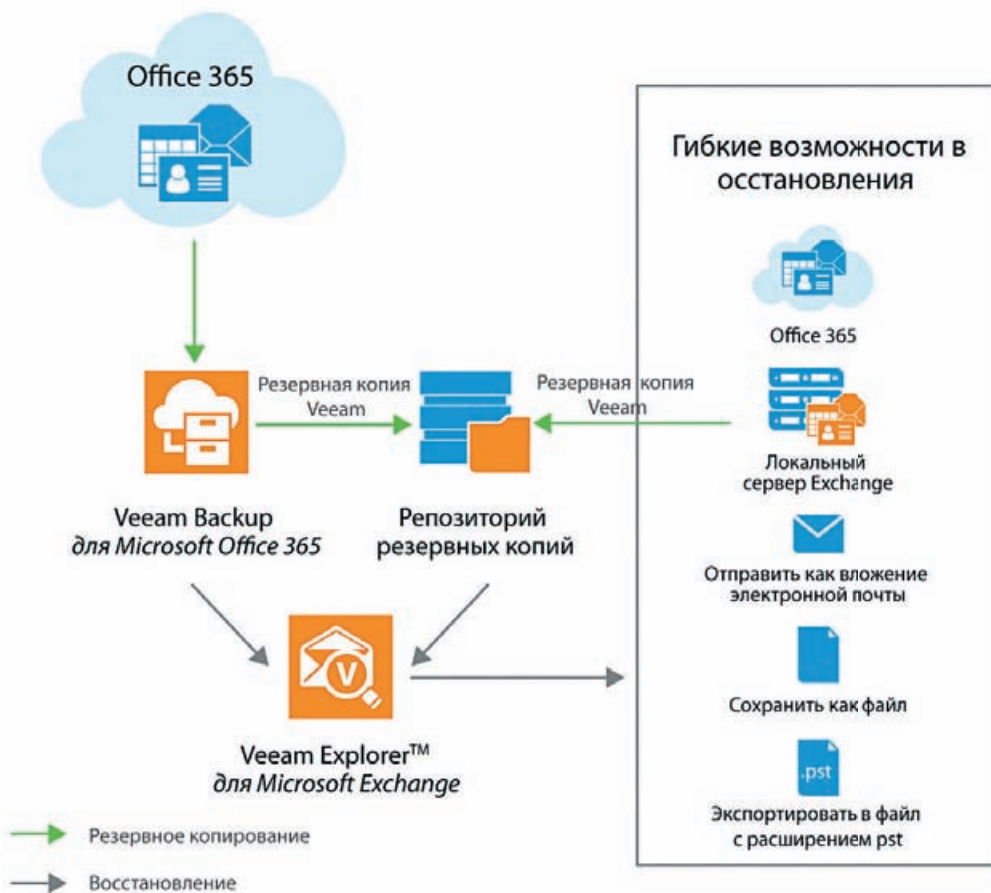 Office 365
Гибкие возможности в
осстановления
Office 365
Резервная копия
Veeam
Резервная копия
Veeam
Локальный
сервер Exchange
Veeam Backup
для Microsoft Office 365
Репозиторий
резервных копий
Отправить как вложение
электронной почты
V
Сохранить как файл
Veeam Explorer™
для Microsoft Exchange
.pst
Экспортировать в файл
с расширением pst
Резервное копирование
Восстановление